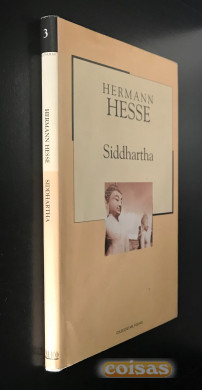 3
HERMANN HESSE
SIDDHARTHA
HERMANN
HESSE
Siddhartha
coisas